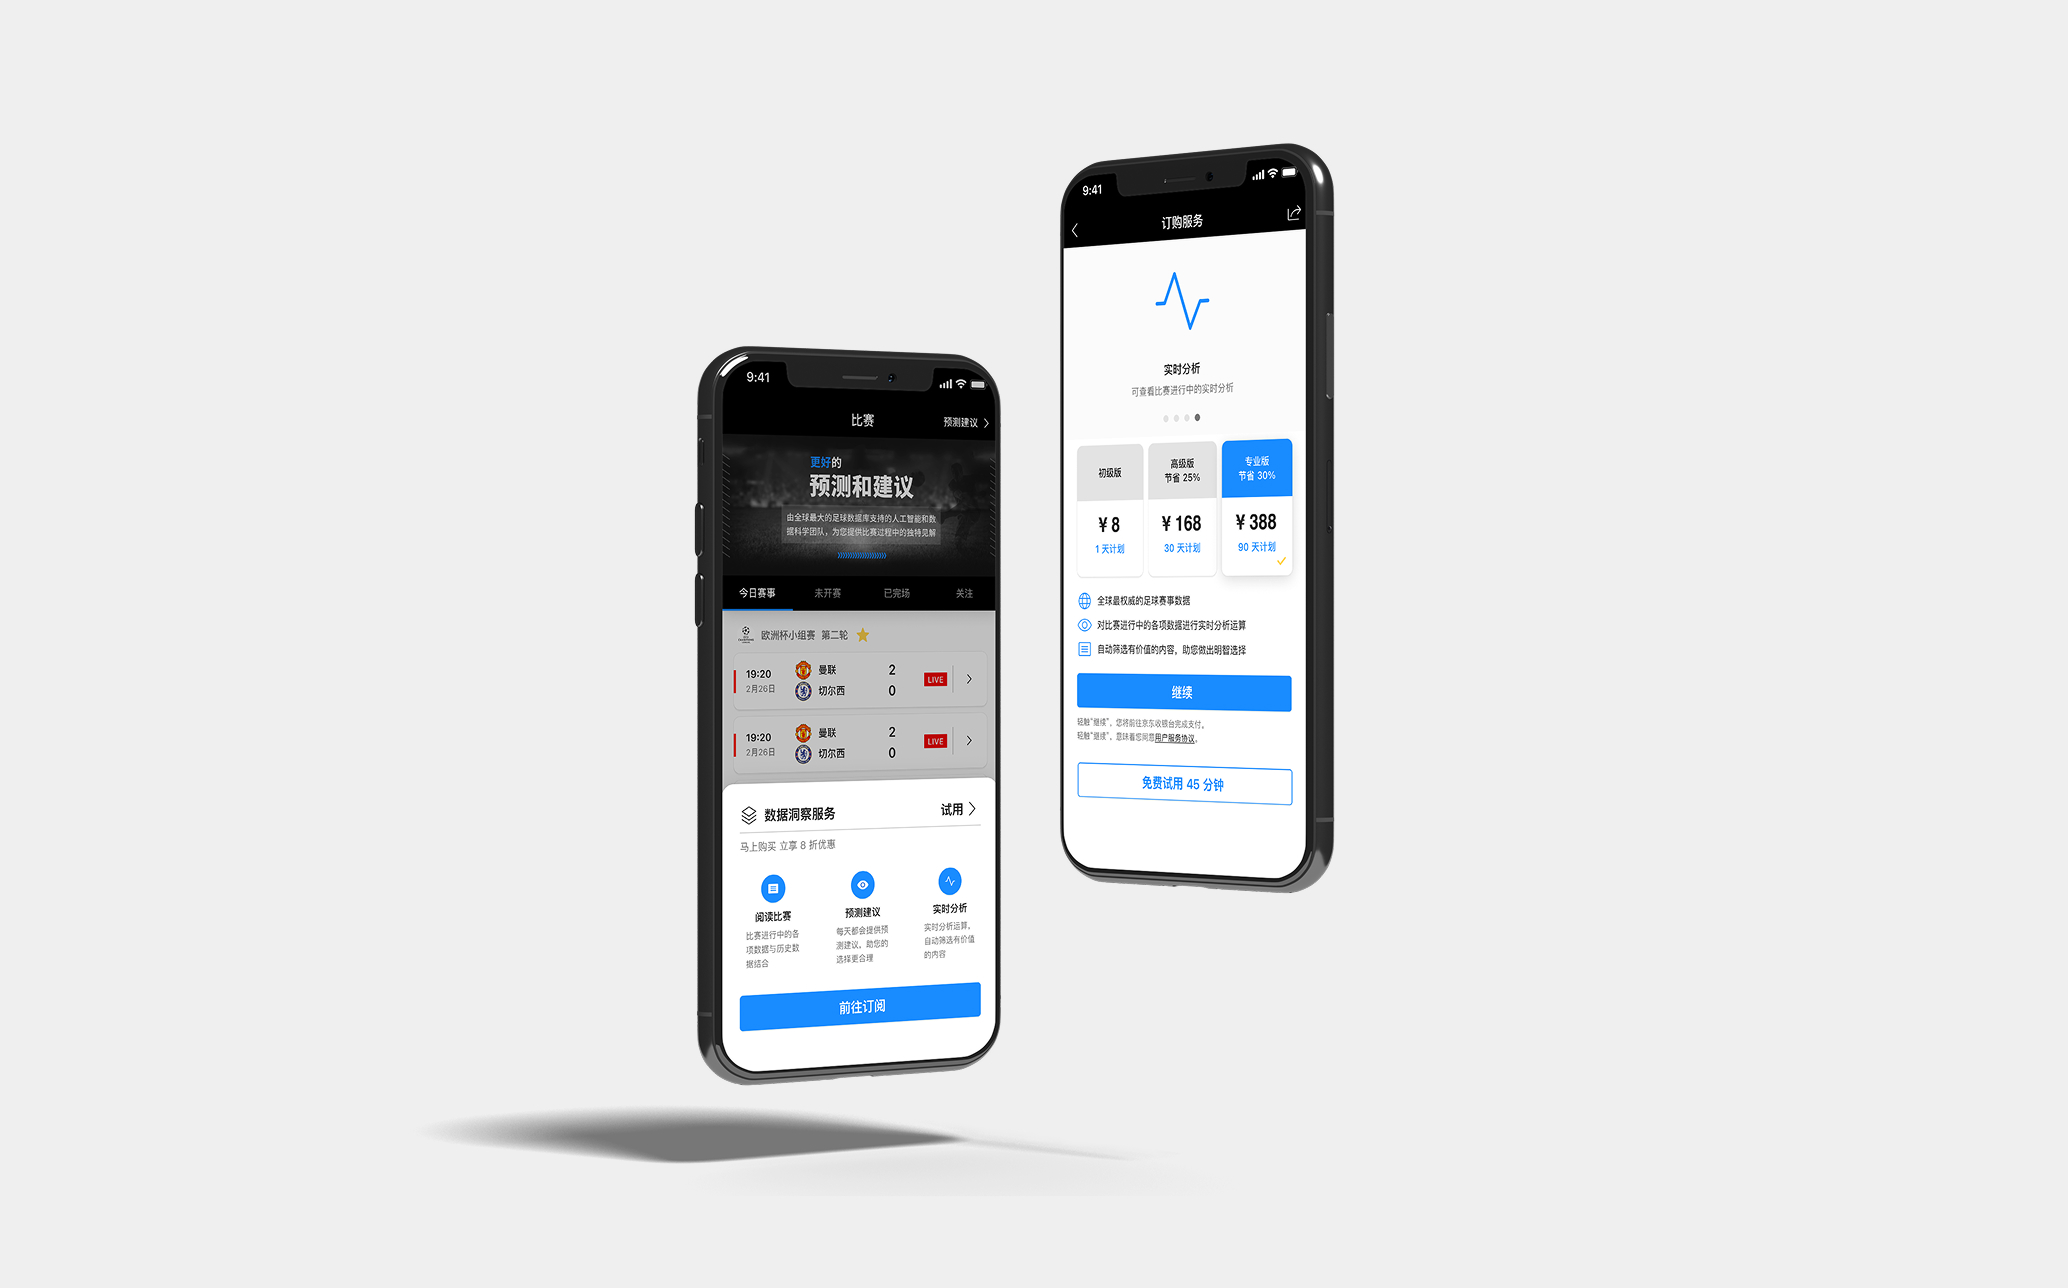 9:41
比赛
预测建议
更好的
预测和建议
由全球最大的足球数据库支持的人工智能和数
据科学团队，为您提供比赛过程中的独特见解
今日赛事 未开赛 已完场 关注
欧洲杯小组赛 第二轮
19:20 曼联 2
2月26日 切尔西 0
LIVE
19:20 曼联 2
2月26日 切尔西 0
LIVE
数据洞察服务 试用
马上购买 立享 8 折优惠
阅读比赛
比赛进行中的各
项数据与历史数
据结合
预测建议
每天都会提供预
测建议，助您的
选择更合理
实时分析
实时分析运算，
自动筛选有价值
的内容
前往订阅
9:41
订购服务
实时分析
可查看比赛进行中的实时分析
初级版
¥ 8
1 天计划
高级版
节省 25%
¥ 168
30 天计划
专业版
节省 30%
¥ 388
90 天计划
全球最权威的足球赛事数据
对比赛进行中的各项数据进行实时分析运算
自动筛选有价值的内容，助您做出明智选择
继续
轻触“继续”，您将前往京东收银台完成支付。
轻触“继续”，意味着您同意用户服务协议。
免费试用 45 分钟